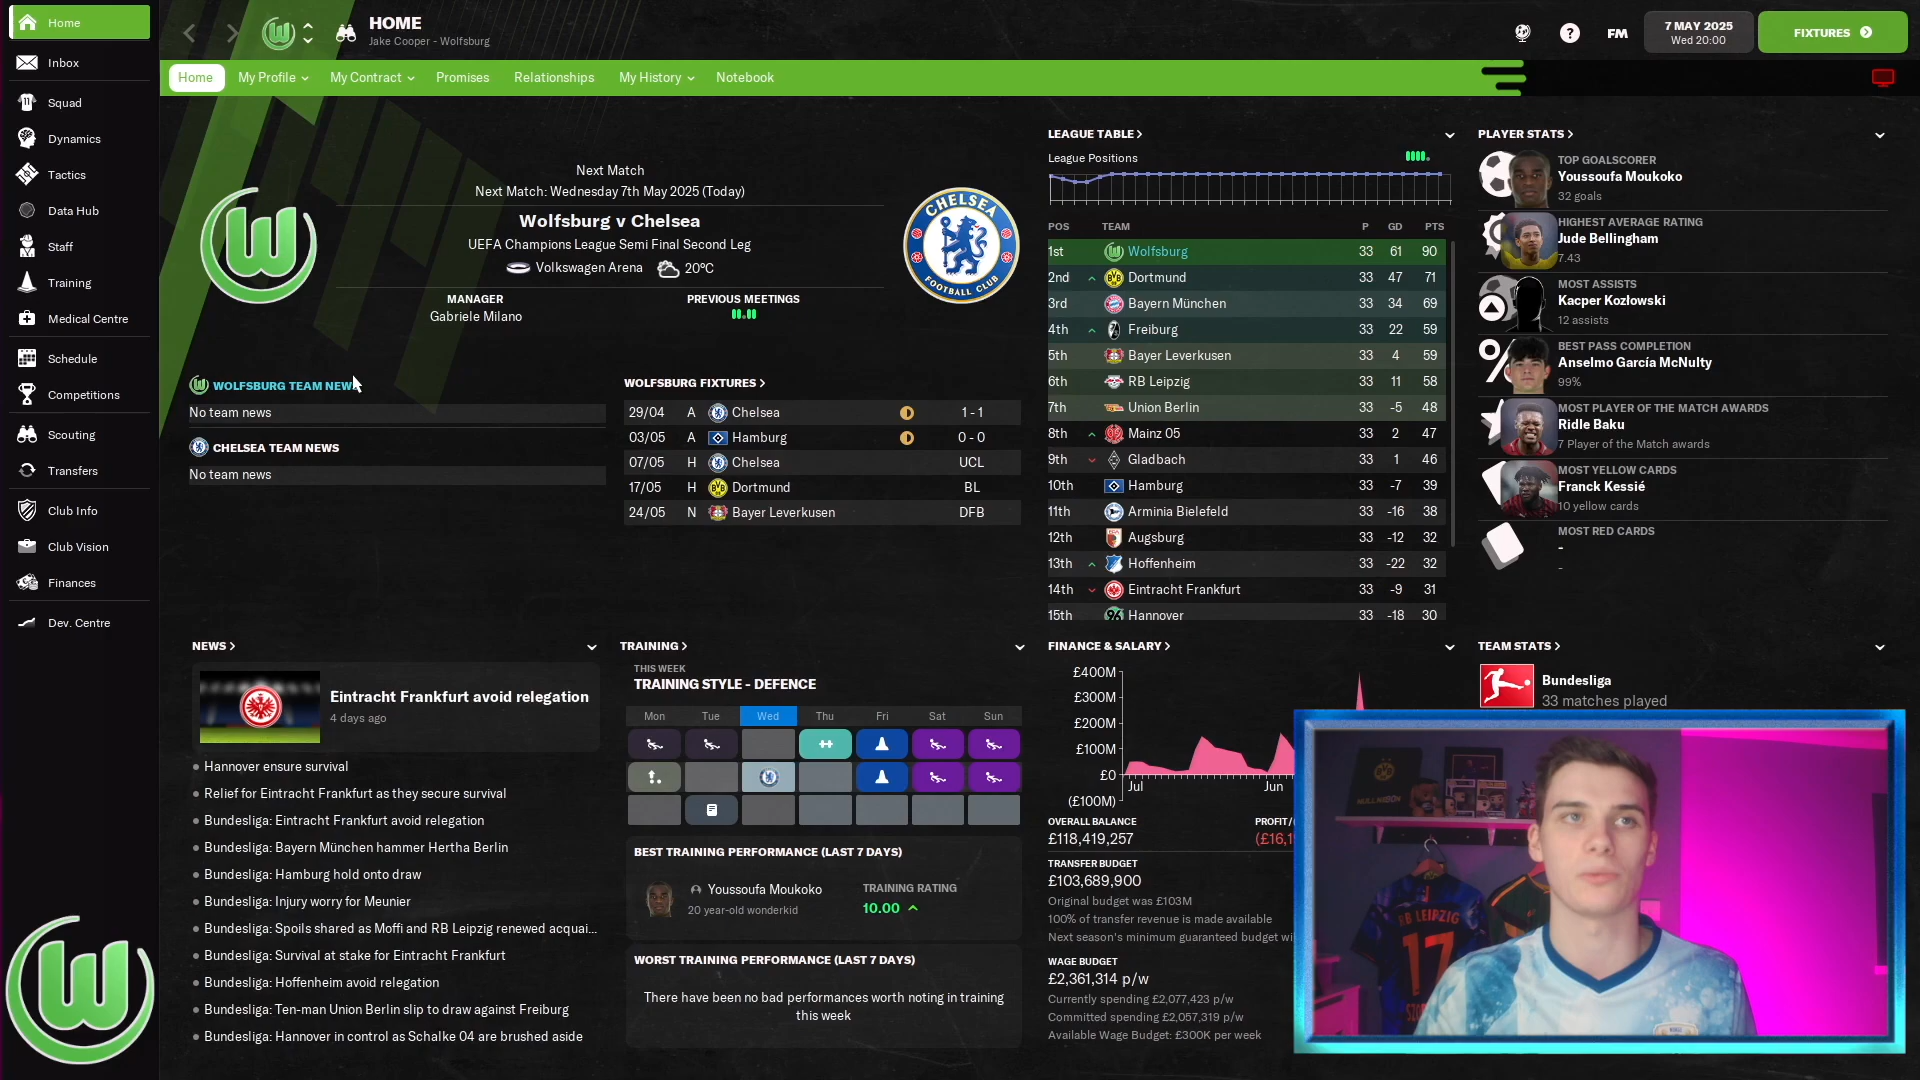 Home
Inbox
Squad
Dynamics
Tactics
Data Hub
Staff
Training
Medical Centre
Schedule
Competitions
Scouting
Transfers
Club Info
Club Vision
Finances
Dev. Centre
HOME
Jake Cooper - Wolfsburg
?
FM
7 MAY 2025
Wed 20:00
FIXTURES
Home My Profile My Contract Promises Relationships My History Notebook
Next Match
Next Match: Wednesday 7th May 2025 (Today)
Wolfsburg v Chelsea
UEFA Champions League Semi Final Second Leg
Volkswagen Arena 20ºC
MANAGER
Gabriele Milano
PREVIOUS MEETINGS
CHELSEA
FOOTBALL CLUB
WOLFSBURG TEAM NEWS
No team news
CHELSEA TEAM NEWS
No team news
WOLFSBURG FIXTURES
29/04 A Chelsea 1 - 1
03/05 A Hamburg 0 - 0
07/05 H Chelsea UCL
17/05 H Dortmund BL
24/05 N Bayer Leverkusen DFB
LEAGUE TABLE
League Positions
POS TEAM P GD PTS
1st Wolfsburg 33 61 90
2nd Dortmund 33 47 71
3rd Bayern München 33 34 69
4th Freiburg 33 22 59
5th Bayer Leverkusen 33 4 59
6th RB Leipzig 33 11 58
7th Union Berlin 33 -5 48
8th Mainz 05 33 2 47
9th Gladbach 33 1 46
10th Hamburg 33 -7 39
11th Arminia Bielefeld 33 -16 38
12th Augsburg 33 -12 32
13th Hoffenheim 33 -22 32
14th Eintracht Frankfurt 33 -9 31
15th Hannover 33 -18 30
PLAYER STATS
TOP GOALSCORER
Youssoufa Moukoko
32 goals
HIGHEST AVERAGE RATING
Jude Bellingham
7.43
MOST ASSISTS
Kacper Kozlowski
12 assists
BEST PASS COMPLETION
Anselmo García McNulty
99%
MOST PLAYER OF THE MATCH AWARDS
Ridle Baku
7 Player of the Match awards
MOST YELLOW CARDS
Franck Kessié
10 yellow cards
MOST RED CARDS
-
-
NEWS
Eintracht Frankfurt avoid relegation
4 days ago
Hannover ensure survival
Relief for Eintracht Frankfurt as they secure survival
Bundesliga: Eintracht Frankfurt avoid relegation
Bundesliga: Bayern München hammer Hertha Berlin
Bundesliga: Hamburg hold onto draw
Bundesliga: Injury worry for Meunier
Bundesliga: Spoils shared as Moffi and RB Leipzig renewed acquai...
Bundesliga: Survival at stake for Eintracht Frankfurt
Bundesliga: Hoffenheim avoid relegation
Bundesliga: Ten-man Union Berlin slip to draw against Freiburg
Bundesliga: Hannover in control as Schalke 04 are brushed aside
TRAINING
THIS WEEK
TRAINING STYLE - DEFENCE
Mon Tue Wed Thu Fri Sat Sun
BEST TRAINING PERFORMANCE (LAST 7 DAYS)
Youssoufa Moukoko
20 year-old wonderkid
TRAINING RATING
10.00
WORST TRAINING PERFORMANCE (LAST 7 DAYS)
There have been no bad performances worth noting in training
this week
FINANCE & SALARY
£400M
£300M
£200M
£100M
£0
(£100M)
Jul Jun
OVERALL BALANCE
£118,419,257
PROFIT/
(£16,1
TRANSFER BUDGET
£103,689,900
Original budget was £103M
100% of transfer revenue is made available
Next season's minimum guaranteed budget wi
WAGE BUDGET
£2,361,314 p/w
Currently spending £2,077,423 p/w
Committed spending £2,057,319 p/w
Available Wage Budget: £300K per week
TEAM STATS
Bundesliga
33 matches played
RB LEIPZIG
17